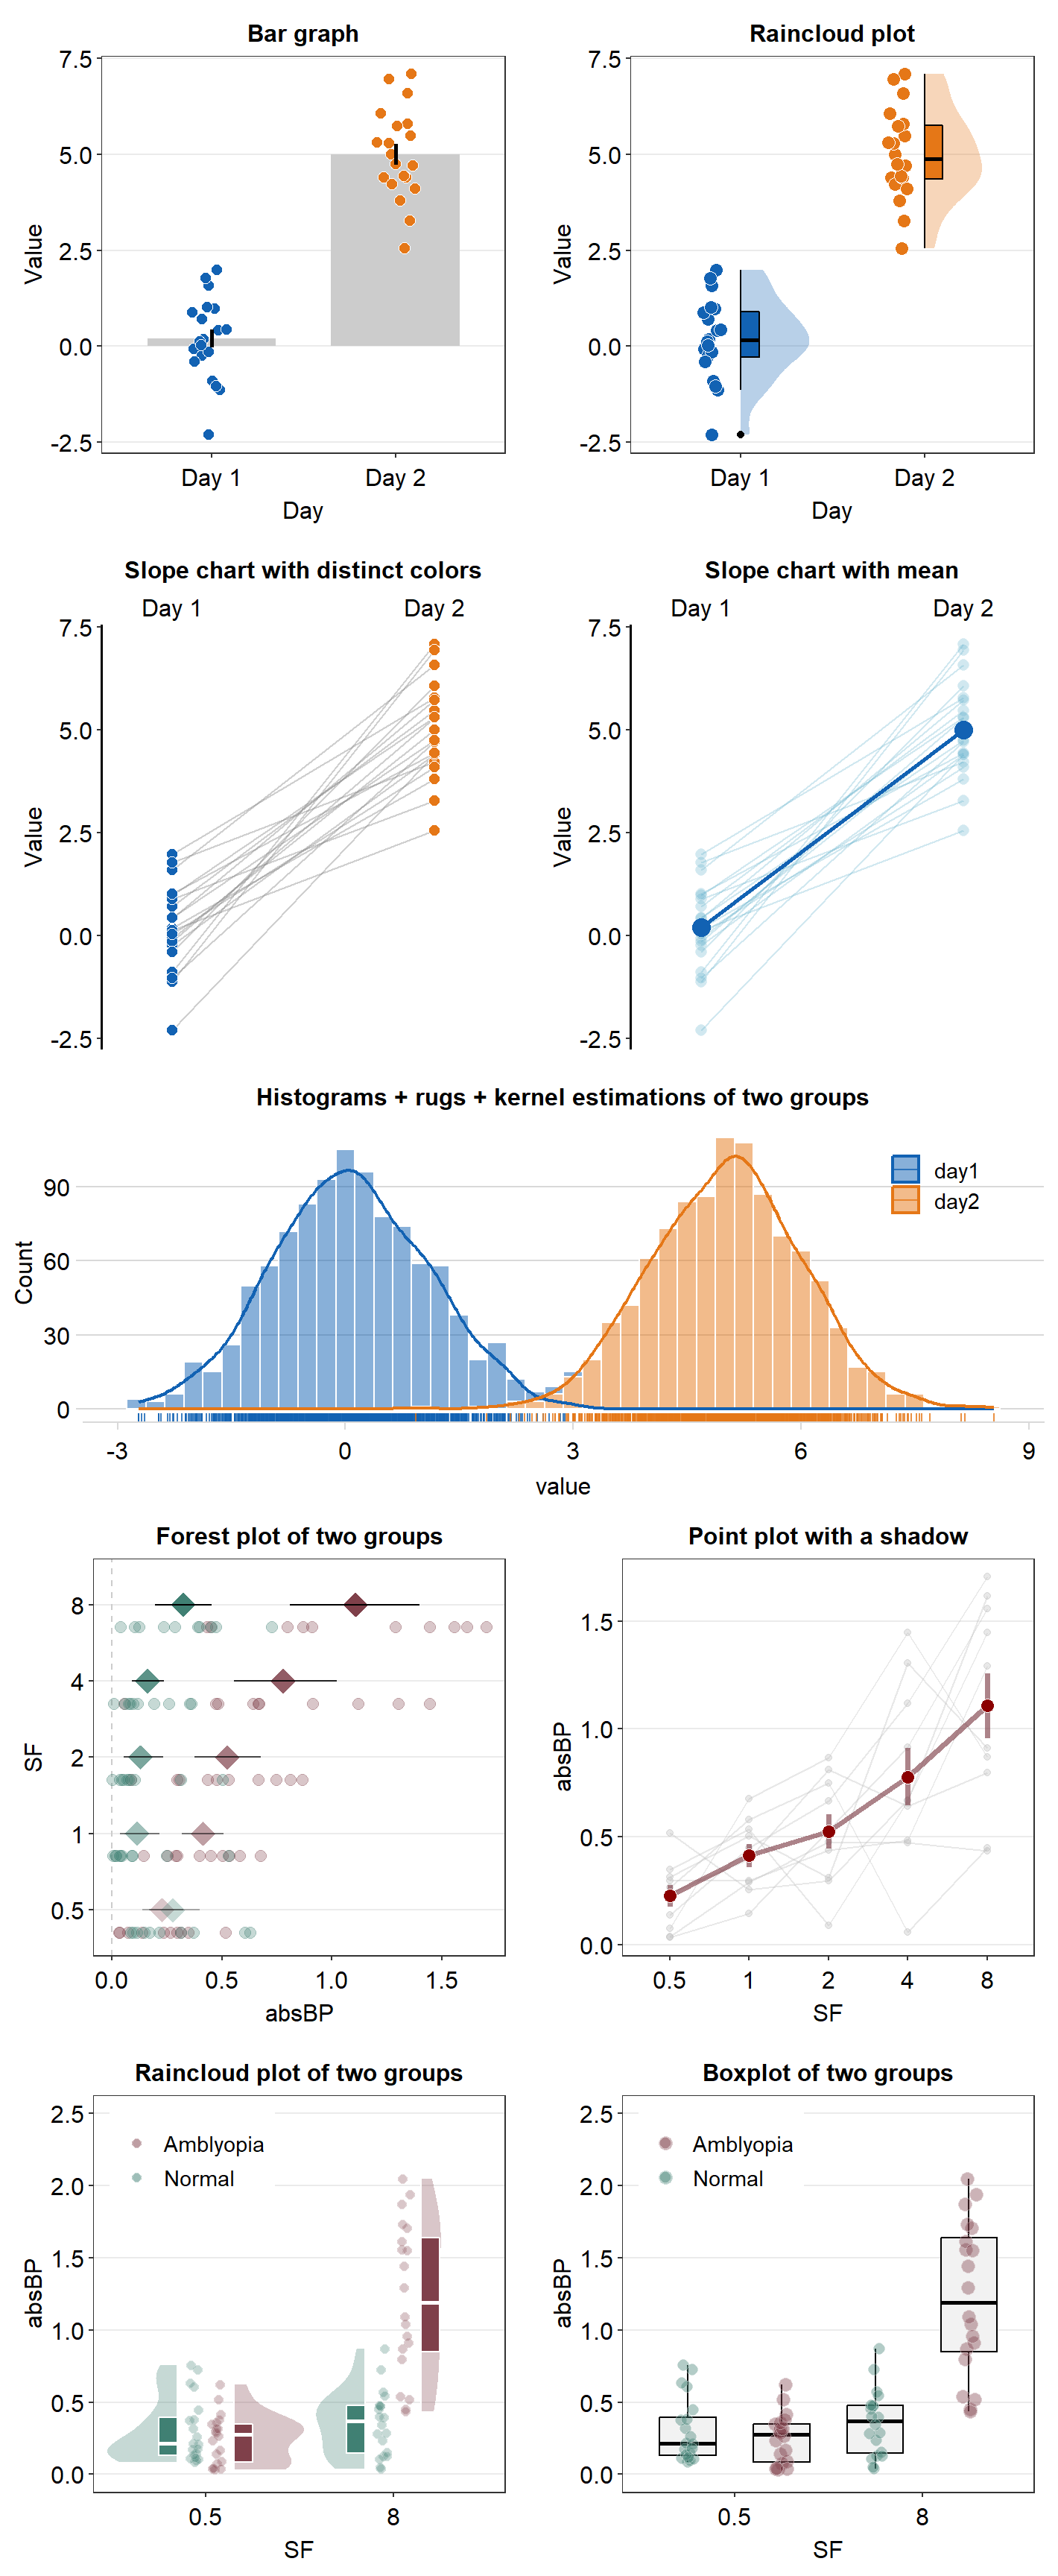 Bar graph
7.5
5.0
2.5
0.0
-2.5
Value
Day 1 Day 2
Day
Raincloud plot
7.5
5.0
2.5
0.0
-2.5
Value
Day 1 Day 2
Day
Slope chart with distinct colors
Day 1 Day 2
7.5
5.0
2.5
0.0
-2.5
Value
Slope chart with mean
Day 1 Day 2
7.5
5.0
2.5
0.0
-2.5
Value
Histograms + rugs + kernel estimations of two groups
90
60
30
0
Count
day1
day2
-3 0 3 6 9
value
Forest plot of two groups
8
4
2
1
0.5
SF
0.0 0.5 1.0 1.5
absBP
Point plot with a shadow
1.5
1.0
0.5
0.0
absBP
0.5 1 2 4 8
SF
Raincloud plot of two groups
2.5
2.0
1.5
1.0
0.5
0.0
absBP
Amblyopia
Normal
0.5 8
SF
Boxplot of two groups
2.5
2.0
1.5
1.0
0.5
0.0
absBP
Amblyopia
Normal
0.5 8
SF